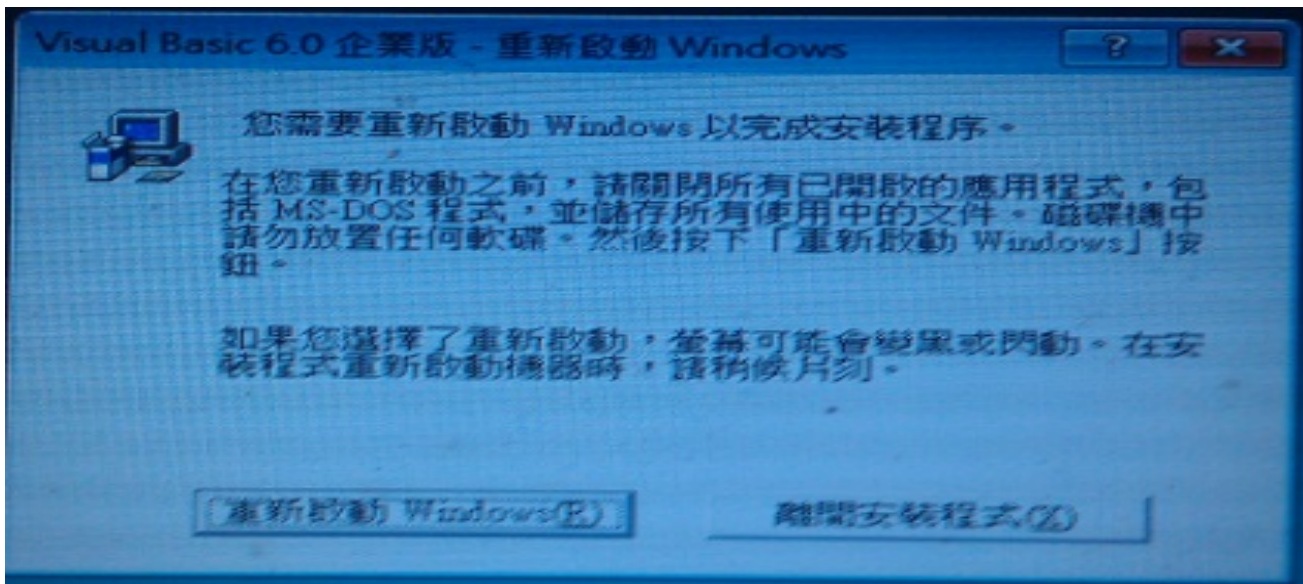 Visual Basic 6.0 企業版 - 重新啟動 Windows
您需要重新啟動 Windows 以完成安裝程序。
在您重新啟動之前，請關閉所有已開啟的應用程式，包
括 MS-DOS 程式，並儲存所有使用中的文件。磁碟機中
請勿放置任何軟碟。然後按下「重新啟動 Windows」按
鈕。
如果您選擇了重新啟動，螢幕可能會變黑或閃動。在安
裝程式重新啟動機器時，請稍候片刻。
重新啟動 Windows(R)
離開安裝程式(X)